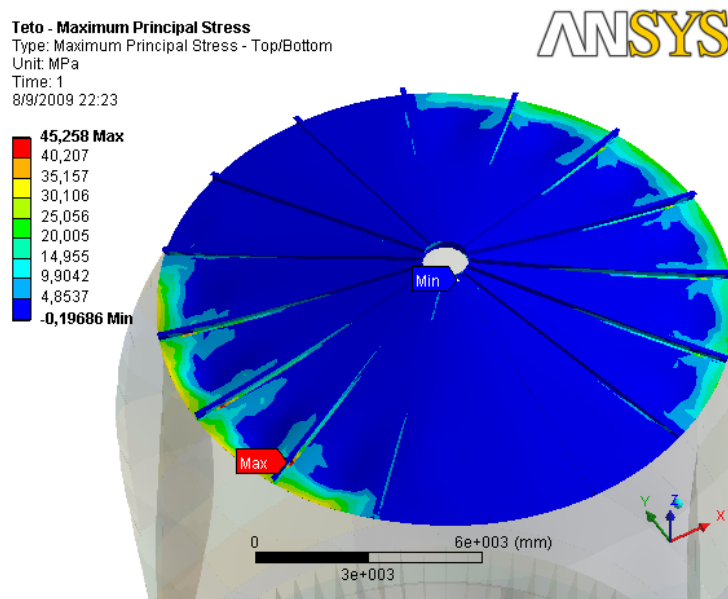 Teto - Maximum Principal Stress
Type: Maximum Principal Stress - Top/Bottom
Unit: MPa
Time: 1
8/9/2009 22:23
ANSYS
45,258 Max
40,207
35,157
30,106
25,056
20,005
14,955
9,9042
4,8537
-0,19686 Min
Min
Max
Y
Z
X
0
6e+003 (mm)
3e+003